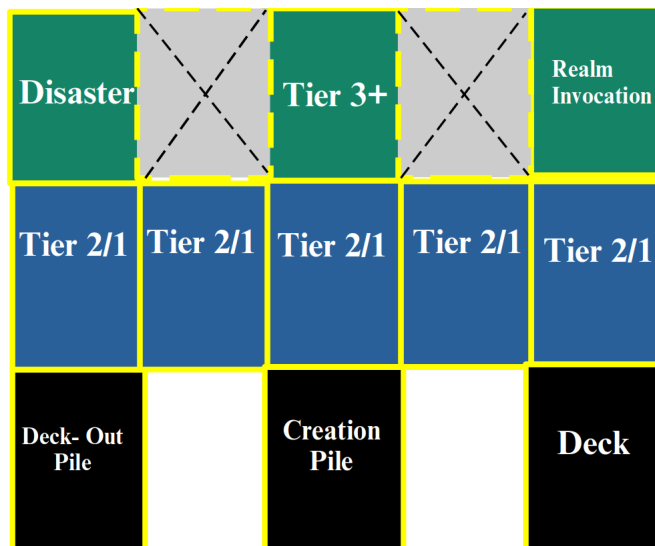 Disaster
Tier 3+
Realm
Invocation
Tier 2/1
Tier 2/1
Tier 2/1
Tier 2/1
Tier 2/1
Deck- Out
Pile
Creation
Pile
Deck